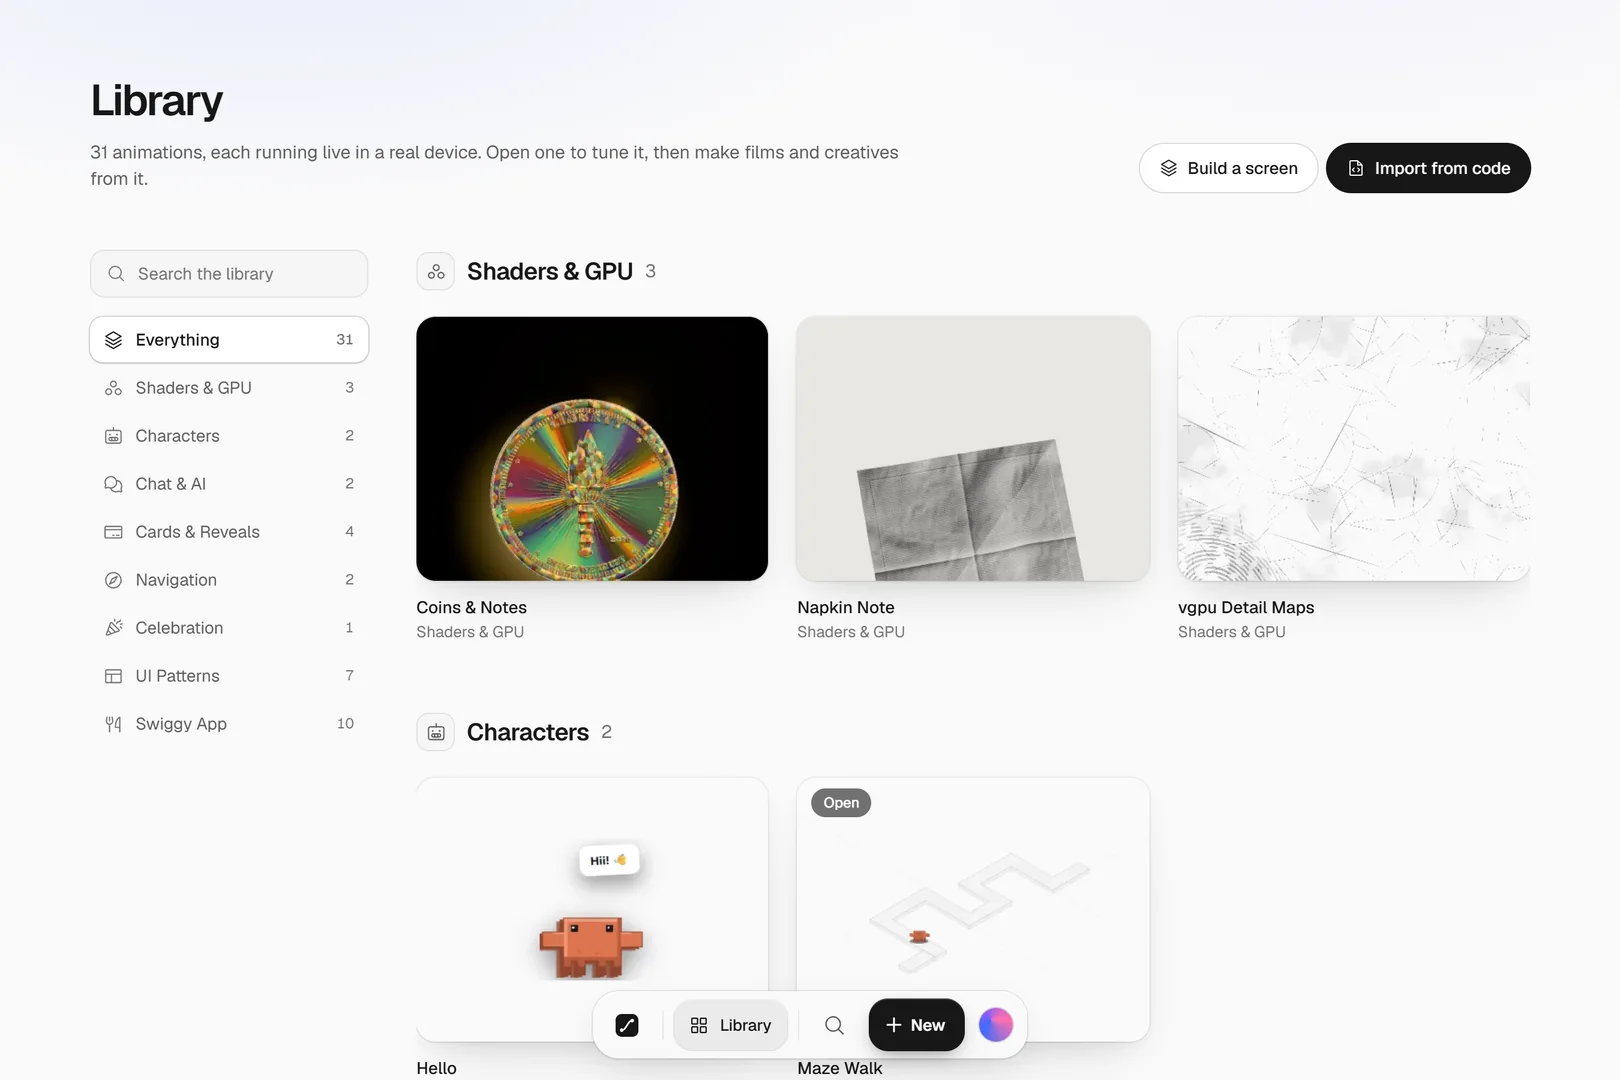 Library
31 animations, each running live in a real device. Open one to tune it, then make films and creatives
from it.
Build a screen
Import from code
Search the library
Everything 31
Shaders & GPU 3
Characters 2
Chat & AI 2
Cards & Reveals 4
Navigation 2
Celebration 1
UI Patterns 7
Swiggy App 10
Shaders & GPU 3
Coins & Notes
Shaders & GPU
Napkin Note
Shaders & GPU
vgpu Detail Maps
Shaders & GPU
Characters 2
Hii! 👋
Open
Hello
Maze Walk
Library
+ New